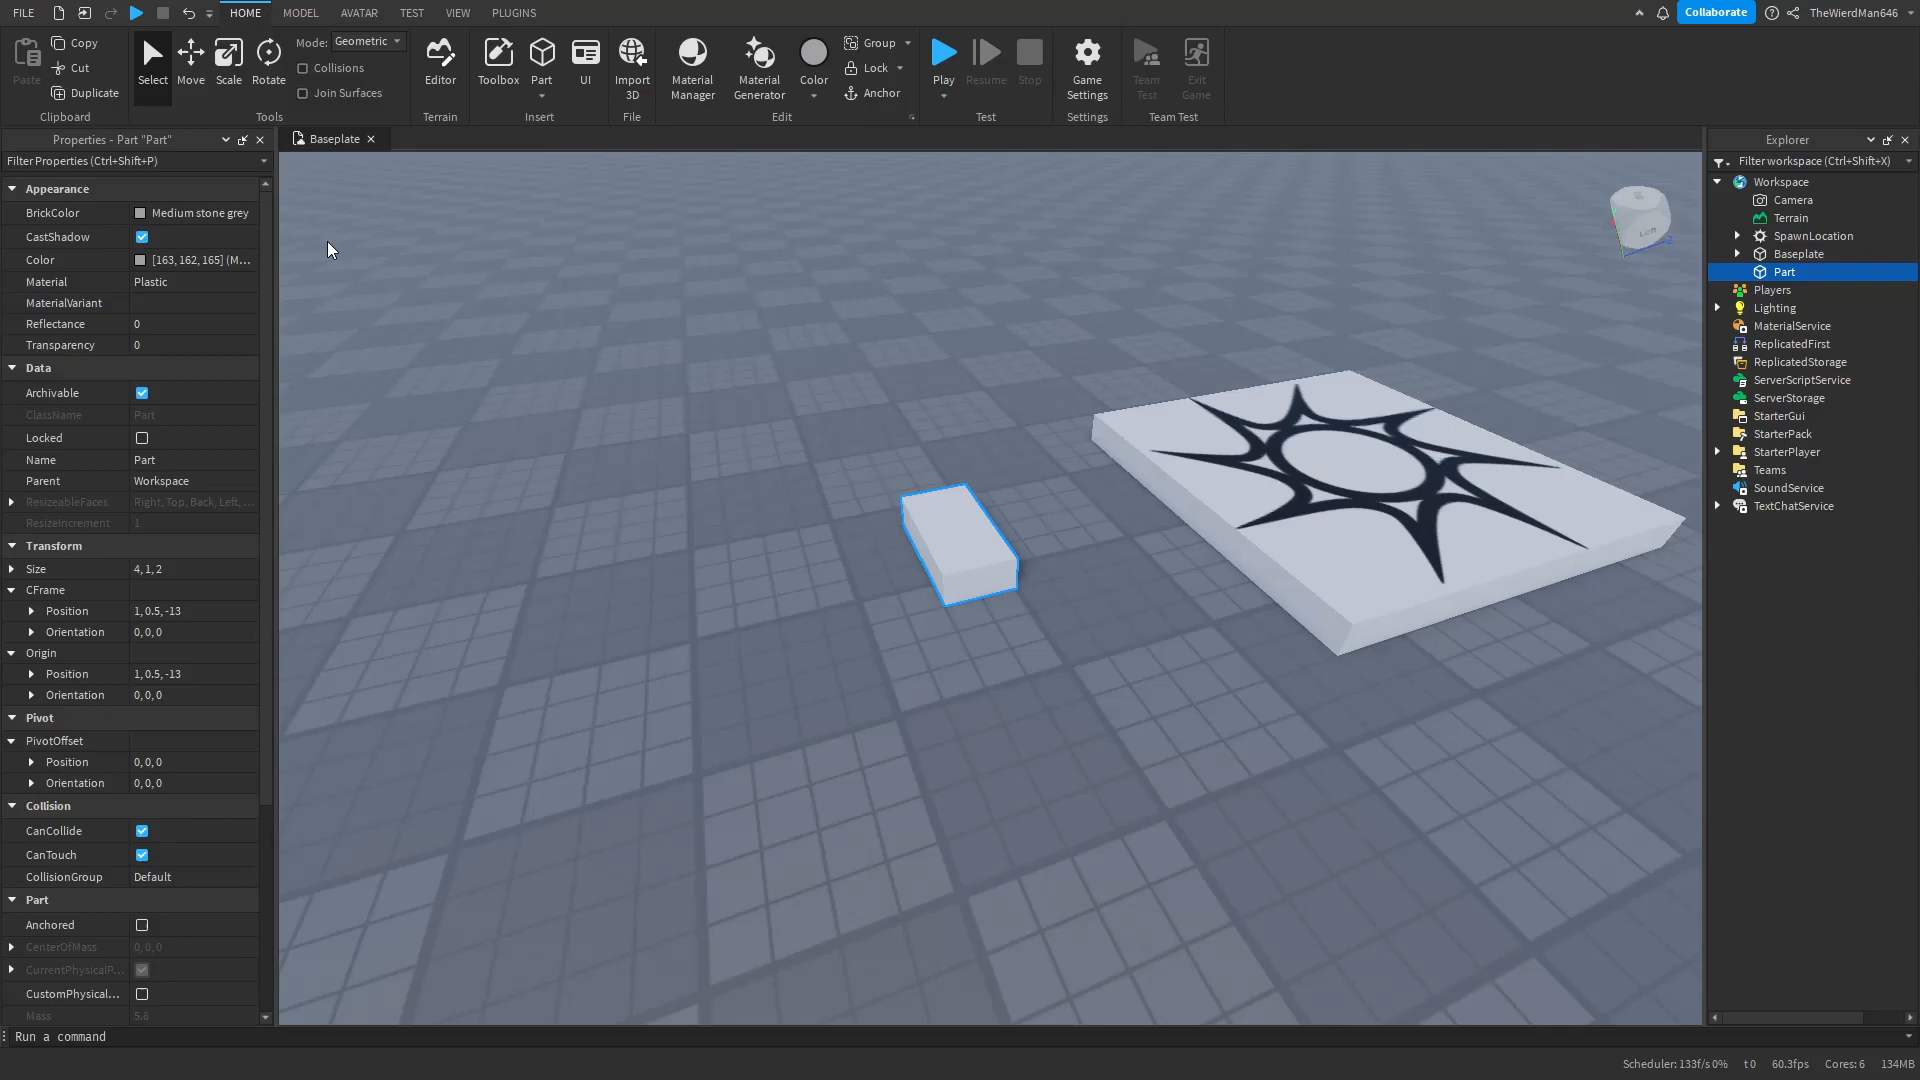 FILE
HOME
MODEL
AVATAR
TEST
VIEW
PLUGINS
Collaborate
TheWierdMan646
Paste
Copy
Cut
Duplicate
Clipboard
Select
Move
Scale
Rotate
Mode: Geometric
Collisions
Join Surfaces
Tools
Editor
Terrain
Toolbox
Part
UI
Insert
Import
3D
File
Material
Manager
Material
Generator
Color
Group
Lock
Anchor
Edit
Play
Resume
Stop
Test
Game
Settings
Settings
Team
Test
Exit
Game
Team Test
Properties - Part "Part"
Filter Properties (Ctrl+Shift+P)
Appearance
BrickColor Medium stone grey
CastShadow
Color [163, 162, 165] (M...
Material Plastic
MaterialVariant
Reflectance 0
Transparency 0
Data
Archivable
ClassName Part
Locked
Name Part
Parent Workspace
ResizeableFaces Right, Top, Back, Left, ...
ResizeIncrement 1
Transform
Size 4, 1, 2
CFrame
Position 1, 0.5, -13
Orientation 0, 0, 0
Origin
Position 1, 0.5, -13
Orientation 0, 0, 0
Pivot
PivotOffset
Position 0, 0, 0
Orientation 0, 0, 0
Collision
CanCollide
CanTouch
CollisionGroup Default
Part
Anchored
CenterOfMass 0, 0, 0
CurrentPhysicalP...
CustomPhysical...
Mass 5.6
Baseplate
Left
Z
Explorer
Filter workspace (Ctrl+Shift+X)
Workspace
Camera
Terrain
SpawnLocation
Baseplate
Part
Players
Lighting
MaterialService
ReplicatedFirst
ReplicatedStorage
ServerScriptService
ServerStorage
StarterGui
StarterPack
StarterPlayer
Teams
SoundService
TextChatService
Run a command
Scheduler: 133f/s 0% t 0 60.3fps Cores: 6 134MB